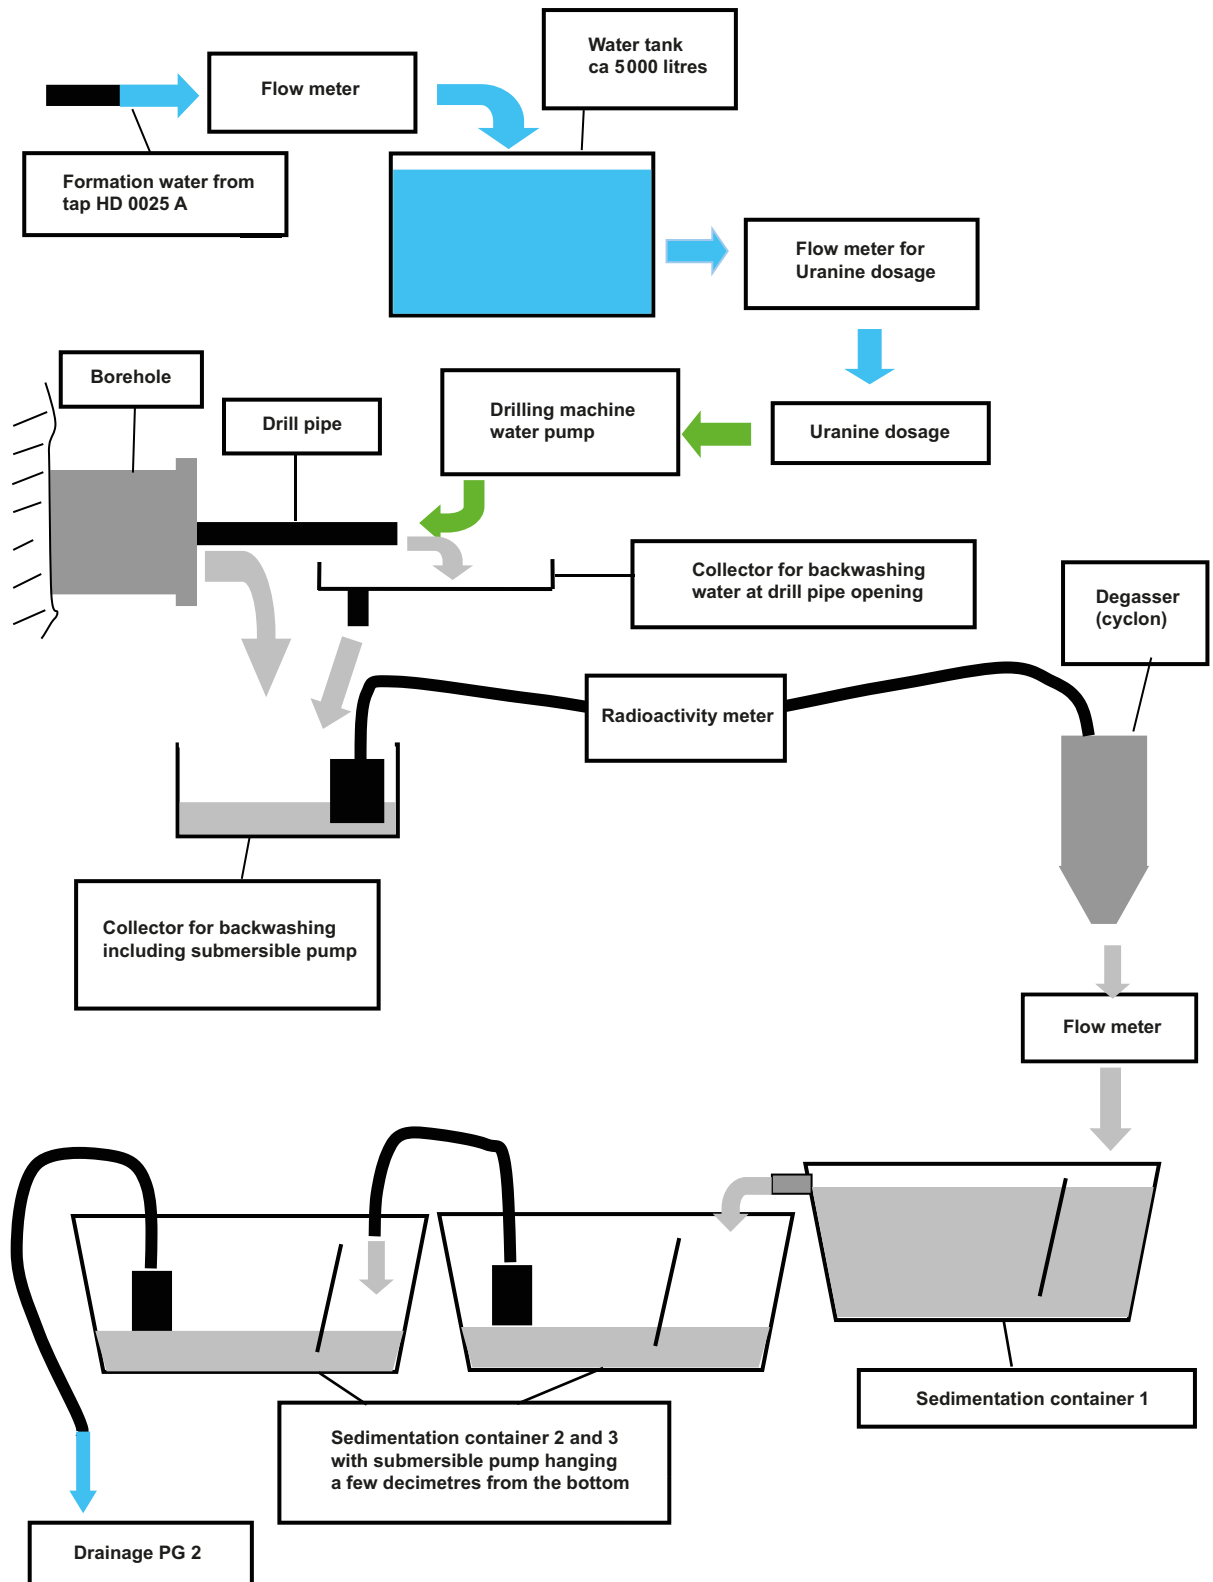 Water tank
ca 5000 litres
Flow meter
Formation water from
tap HD 0025 A
Flow meter for
Uranine dosage
Borehole
Drill pipe
Drilling machine
water pump
Uranine dosage
Collector for backwashing
water at drill pipe opening
Degasser
(cyclon)
Radioactivity meter
Collector for backwashing
including submersible pump
Flow meter
Sedimentation container 1
Sedimentation container 2 and 3
with submersible pump hanging
a few decimetres from the bottom
Drainage PG 2